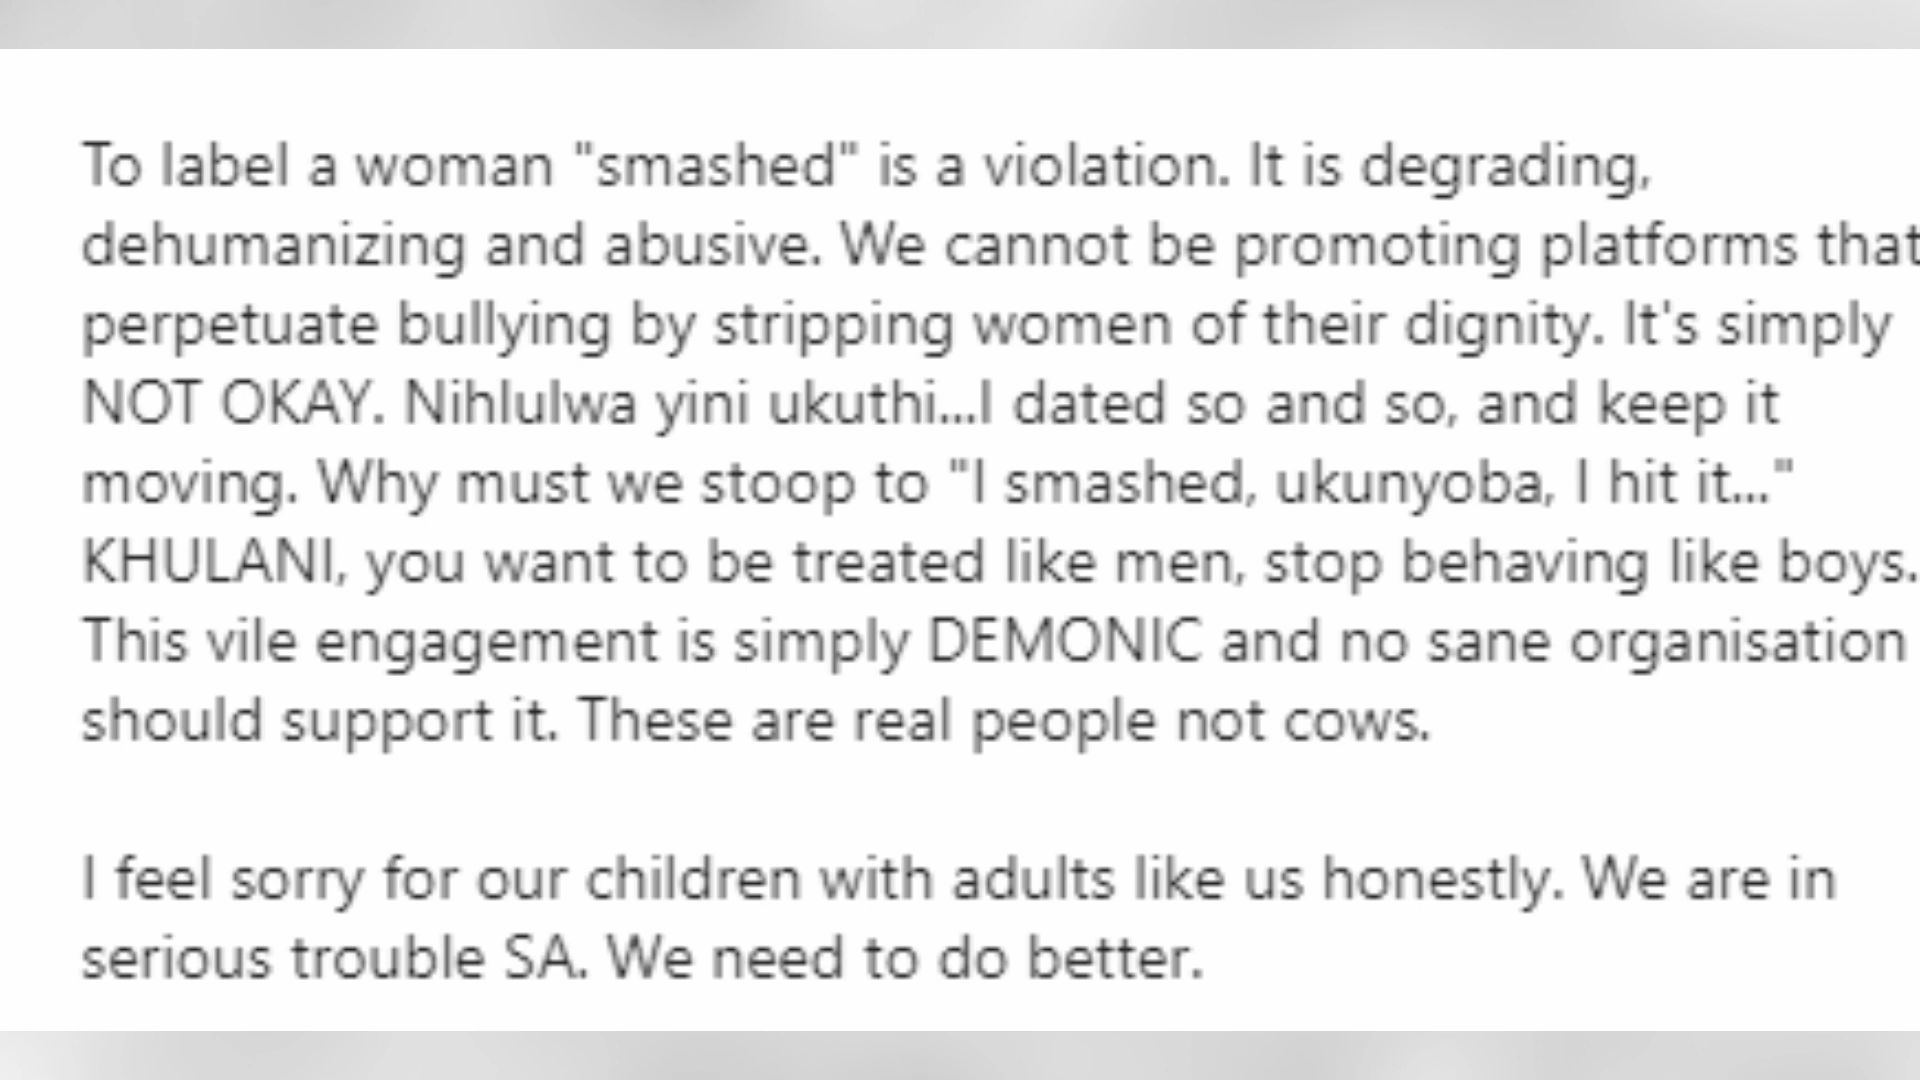 To label a woman "smashed" is a violation. It is degrading,
dehumanizing and abusive. We cannot be promoting platforms that
perpetuate bullying by stripping women of their dignity. It's simply
NOT OKAY. Nihlulwa yini ukuthi...I dated so and so, and keep it
moving. Why must we stoop to "I smashed, ukunyoba, I hit it..."
KHULANI, you want to be treated like men, stop behaving like boys.
This vile engagement is simply DEMONIC and no sane organisation
should support it. These are real people not cows.
I feel sorry for our children with adults like us honestly. We are in
serious trouble SA. We need to do better.